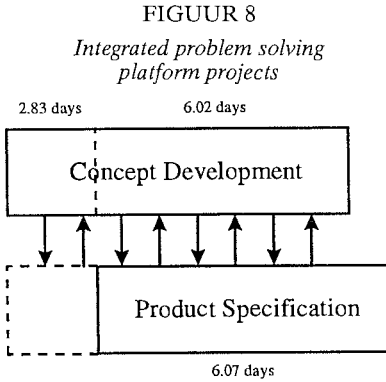 FIGUUR 8
Integrated problem solving
platform projects
2.83 days 6.02 days
Concept Development
Product Specification
6.07 days